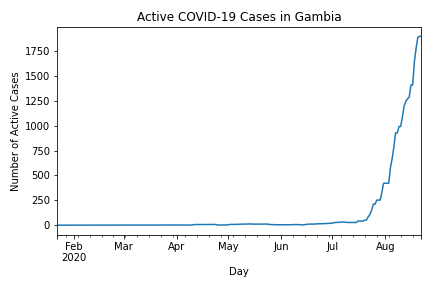 Active COVID-19 Cases in Gambia
Number of Active Cases
1750
1500
1250
1000
750
500
250
0
Feb Mar Apr May Jun Jul Aug
2020
Day